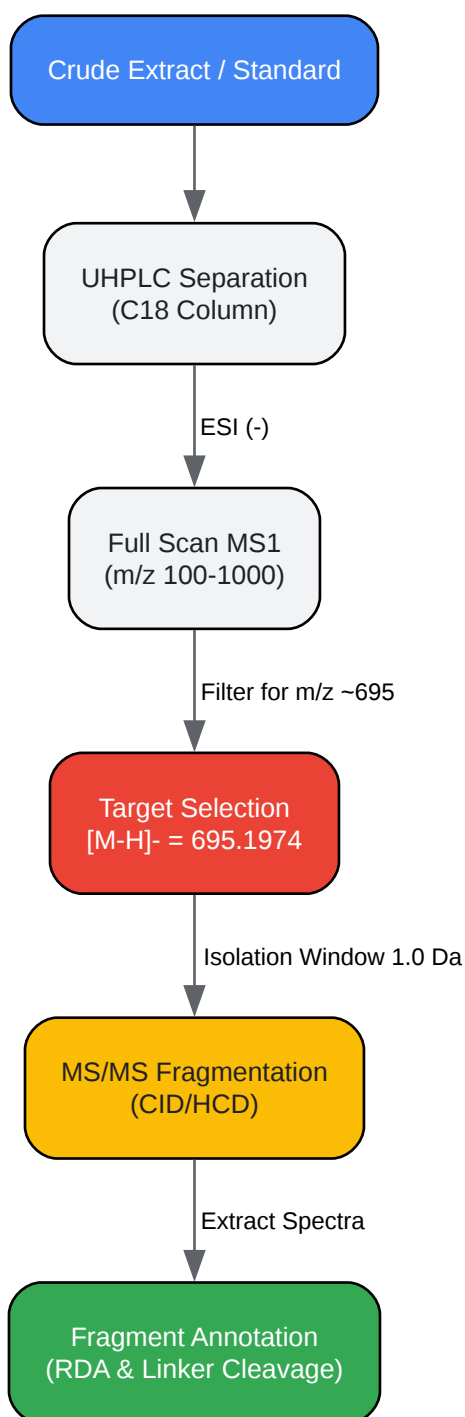 Crude Extract / Standard
UHPLC Separation
(C18 Column)
ESI (-)
Full Scan MS1
(m/z 100-1000)
Filter for m/z ~695
Target Selection
[M-H]- = 695.1974
Isolation Window 1.0 Da
MS/MS Fragmentation
(CID/HCD)
Extract Spectra
Fragment Annotation
(RDA & Linker Cleavage)